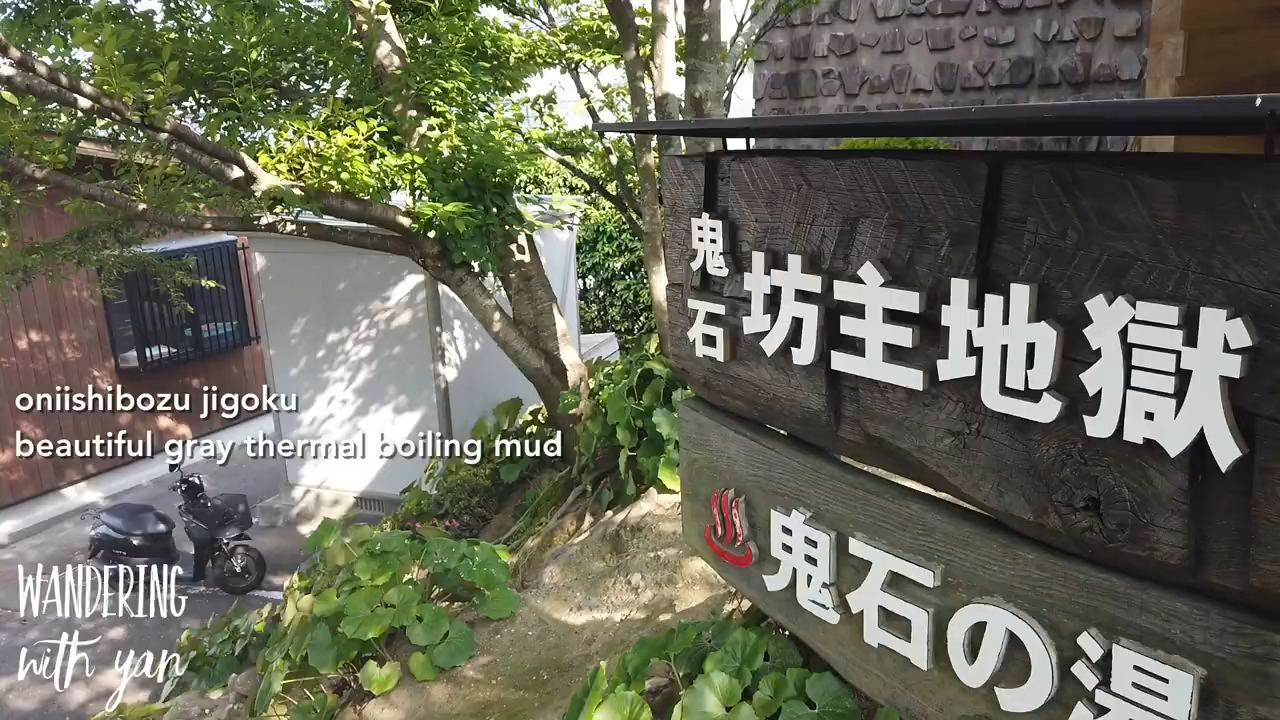 鬼石
坊主地獄
鬼石の湯
oniishibozu jigoku
beautiful gray thermal boiling mud
WANDERING
with yan